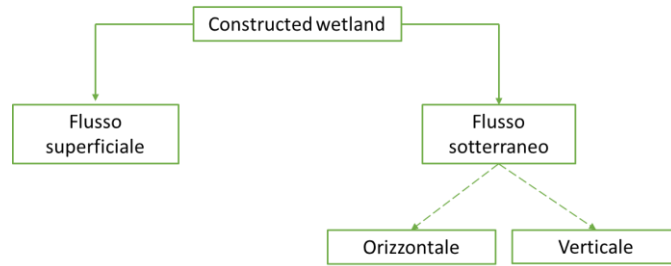 Constructed wetland
Flusso
superficiale
Flusso
sotterraneo
Orizzontale
Verticale